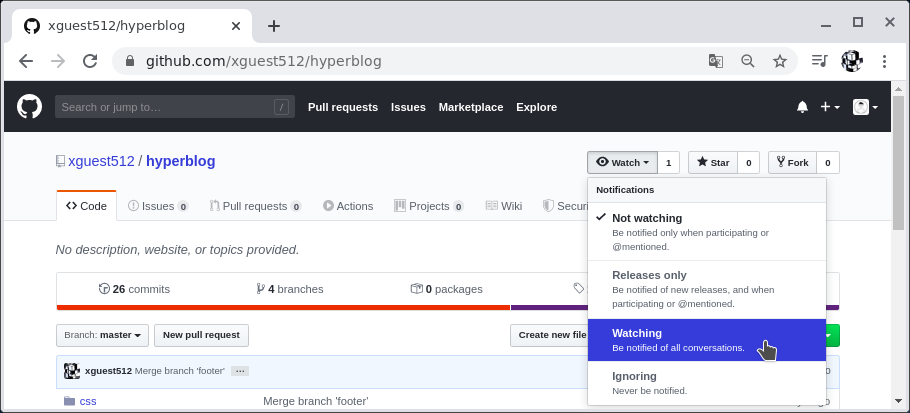 xguest512/hyperblog
github.com/xguest512/hyperblog
Search or jump to…
/
Pull requests Issues Marketplace Explore
xguest512 / hyperblog
Watch 1 Star 0 Fork 0
Code Issues 0 Pull requests 0 Actions Projects 0 Wiki Securi
Notifications
Not watching
Be notified only when participating or
@mentioned.
Releases only
Be notified of new releases, and when
participating or @mentioned.
Watching
Be notified of all conversations.
Ignoring
Never be notified.
No description, website, or topics provided.
26 commits 4 branches 0 packages
Branch: master New pull request Create new file
xguest512 Merge branch 'footer' ...
css Merge branch 'footer'